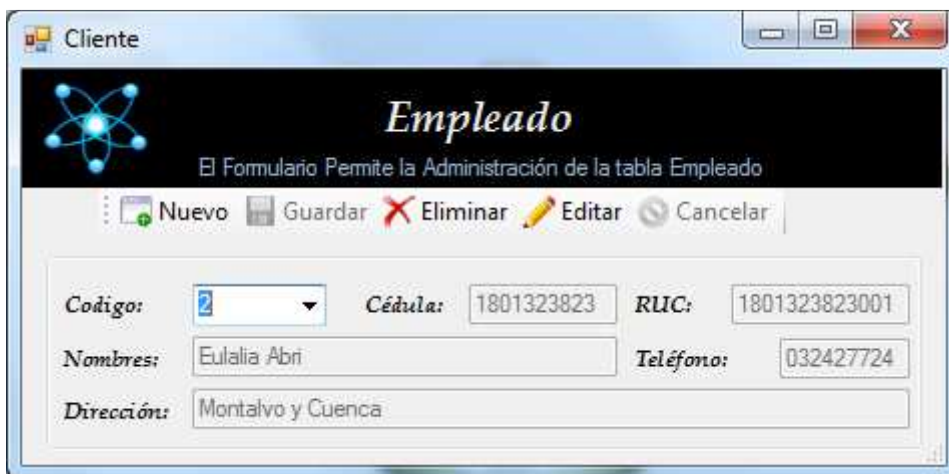 Cliente
Empleado
El Formulario Permite la Administración de la tabla Empleado
Nuevo Guardar Eliminar Editar Cancelar
Codigo: 2 Cédula: 1801323823 RUC: 1801323823001
Nombres: Eulalia Abri Teléfono: 032427724
Dirección: Montalvo y Cuenca